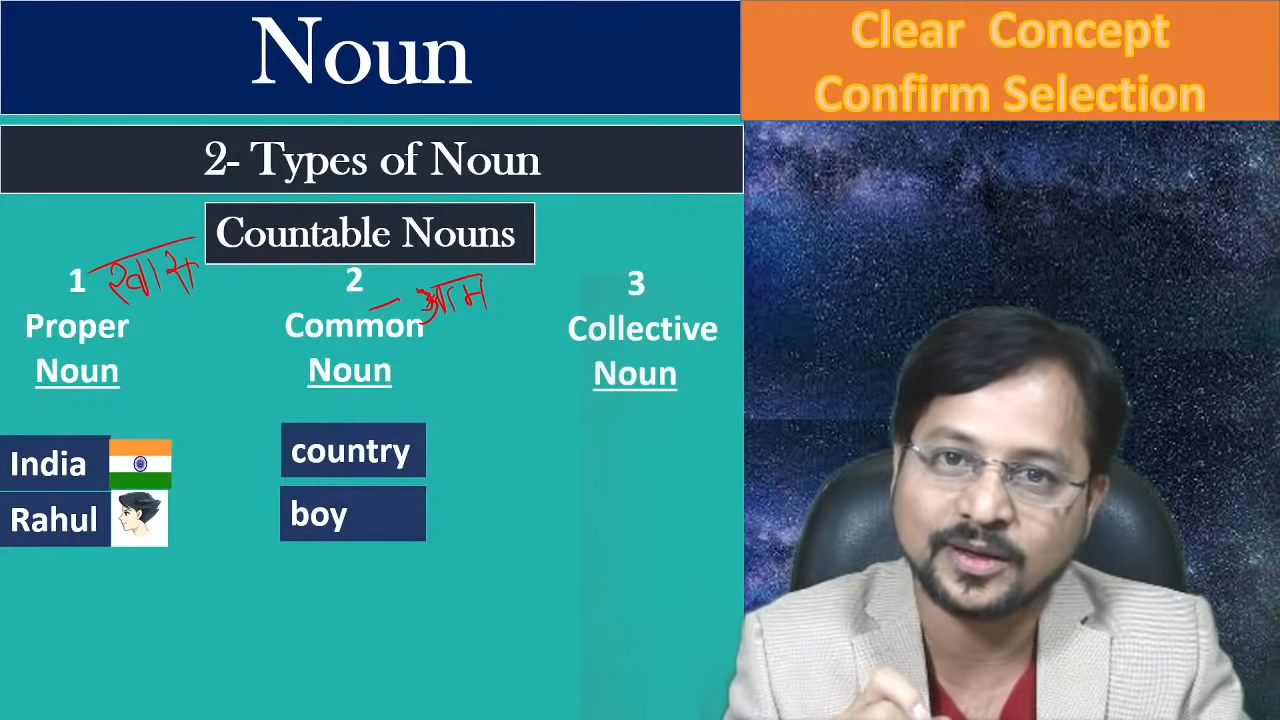 Noun
Clear Concept
Confirm Selection
2- Types of Noun
Countable Nouns
1 खास
Proper
Noun
2
Common – आम
Noun
3
Collective
Noun
India
Rahul
country
boy